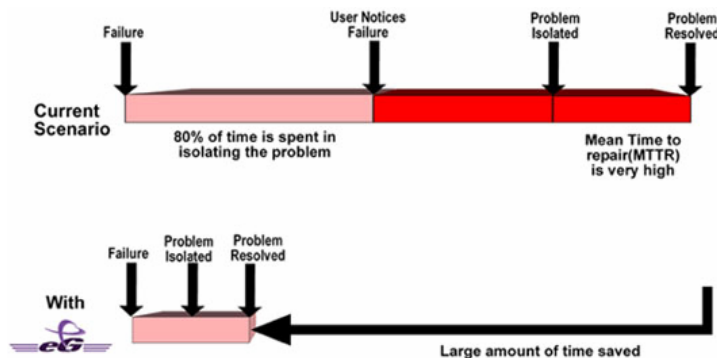 Failure
User Notices
Failure
Problem
Isolated
Problem
Resolved
Current
Scenario
80% of time is spent in
isolating the problem
Mean Time to
repair(MTTR)
is very high
Failure
Problem
Isolated
Problem
Resolved
With
eG
Large amount of time saved